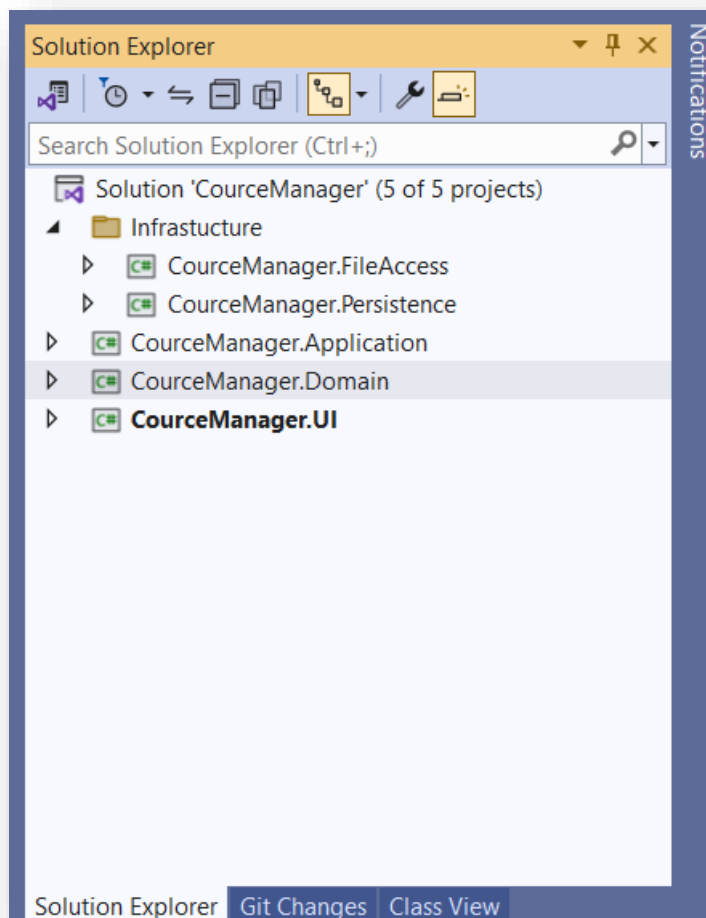 Solution Explorer
Notifications
Search Solution Explorer (Ctrl+;)
Solution 'CourceManager' (5 of 5 projects)
Infrastucture
C# CourceManager.FileAccess
C# CourceManager.Persistence
C# CourceManager.Application
C# CourceManager.Domain
C# CourceManager.UI
Solution Explorer Git Changes Class View